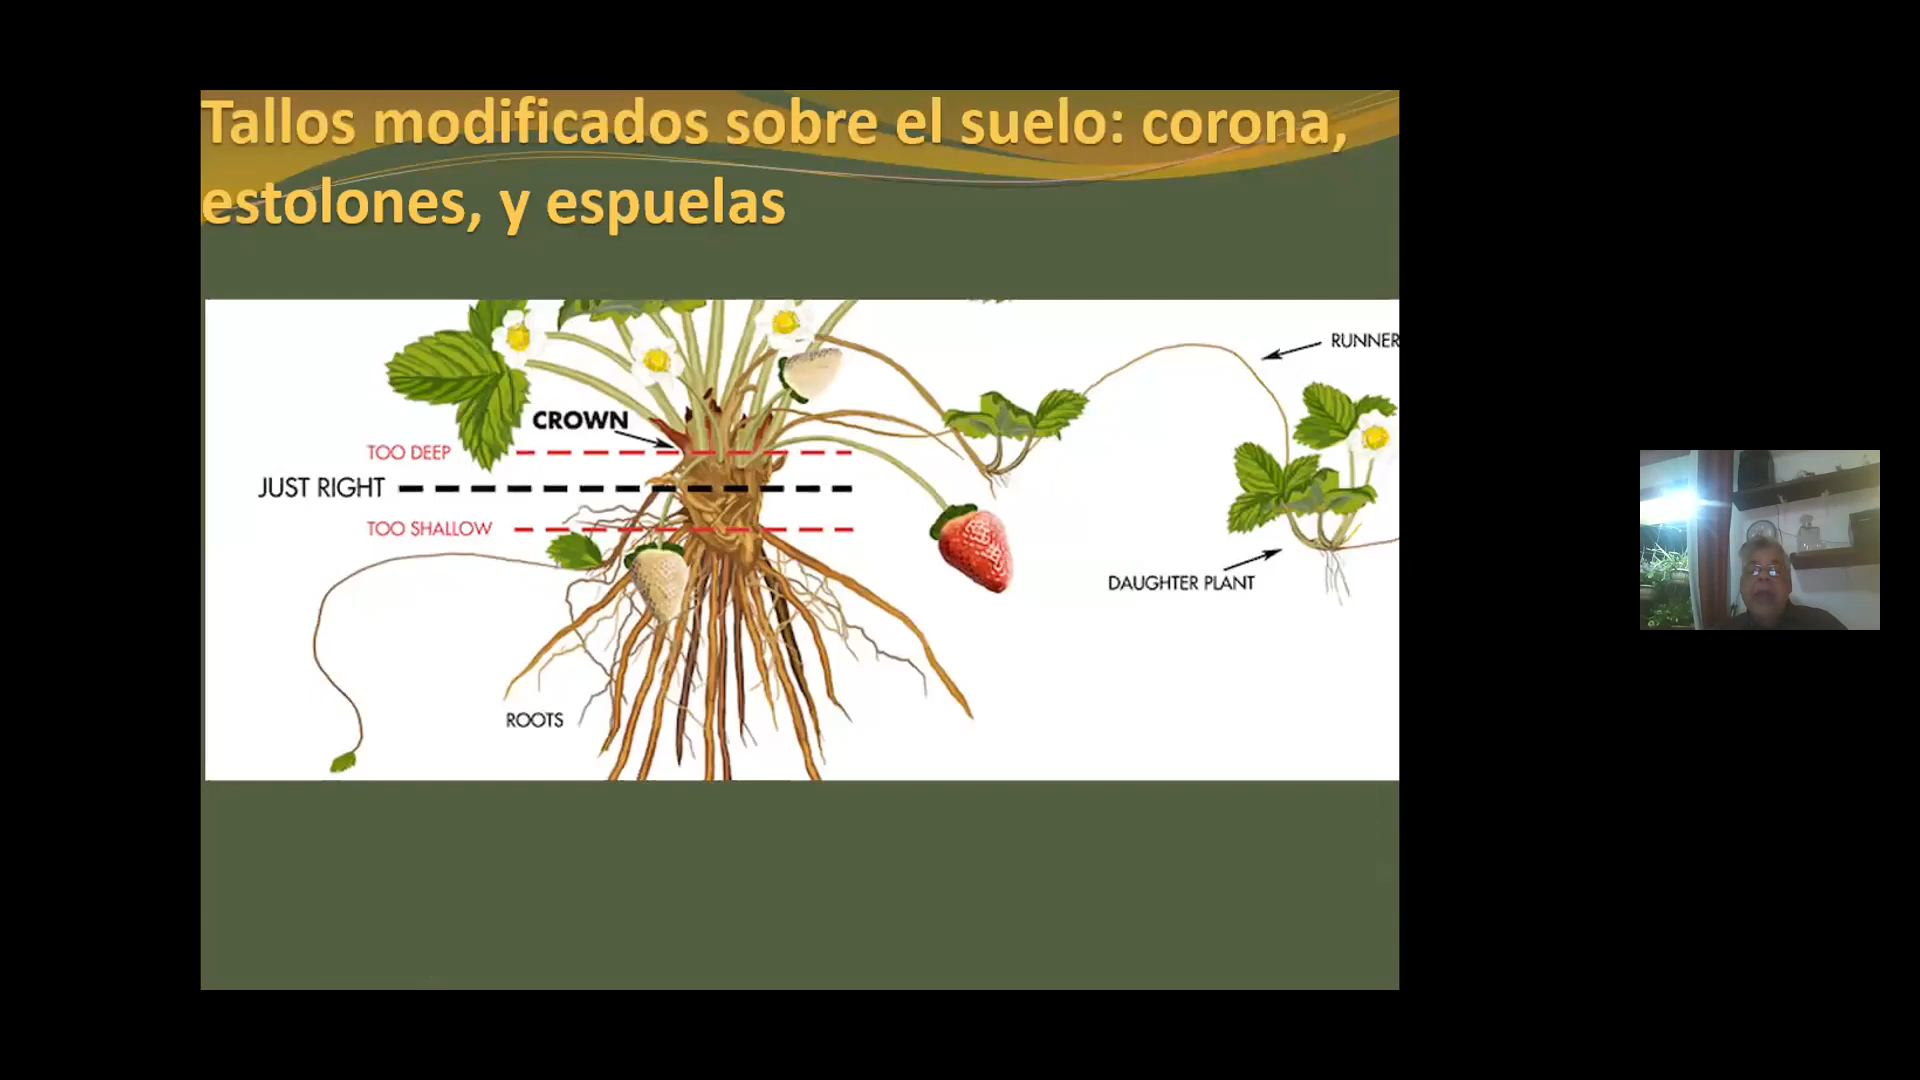 Tallos modificados sobre el suelo: corona,
estolones, y espuelas
RUNNER
CROWN
TOO DEEP
JUST RIGHT
TOO SHALLOW
DAUGHTER PLANT
ROOTS